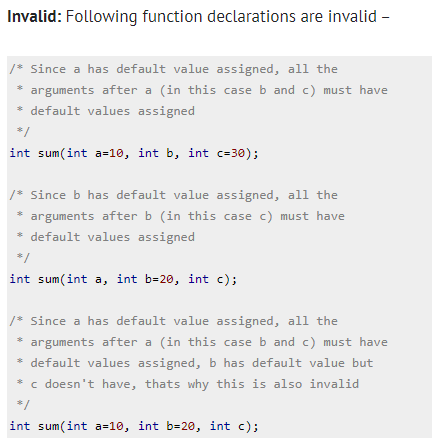 Invalid: Following function declarations are invalid –
/* Since a has default value assigned, all the
 * arguments after a (in this case b and c) must have
 * default values assigned
 */
int sum(int a=10, int b, int c=30);
/* Since b has default value assigned, all the
 * arguments after b (in this case c) must have
 * default values assigned
 */
int sum(int a, int b=20, int c);
/* Since a has default value assigned, all the
 * arguments after a (in this case b and c) must have
 * default values assigned, b has default value but
 * c doesn't have, thats why this is also invalid
 */
int sum(int a=10, int b=20, int c);